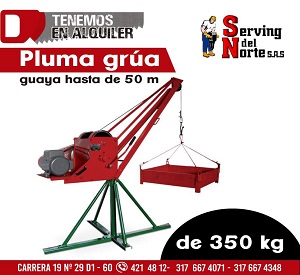 TENEMOS
EN ALQUILER
Pluma grúa
guaya hasta de 50 m
Serving
del
Norte S.A.S
de 350 kg
CARRERA 19 Nº 29 D1 - 60 421 48 12- 317 667 4071 - 317 667 4348